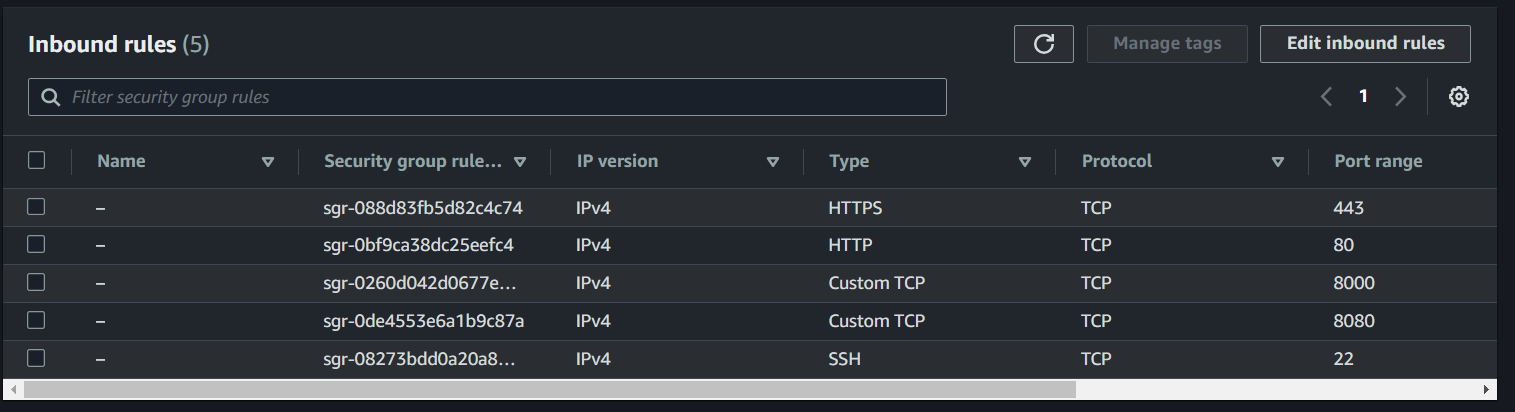 Inbound rules (5)
Manage tags
Edit inbound rules
Filter security group rules
1
Name Security group rule... IP version Type Protocol Port range
– sgr-088d83fb5d82c4c74 IPv4 HTTPS TCP 443
– sgr-0bf9ca38dc25eefc4 IPv4 HTTP TCP 80
– sgr-0260d042d0677e... IPv4 Custom TCP TCP 8000
– sgr-0de4553e6a1b9c87a IPv4 Custom TCP TCP 8080
– sgr-08273bdd0a20a8... IPv4 SSH TCP 22